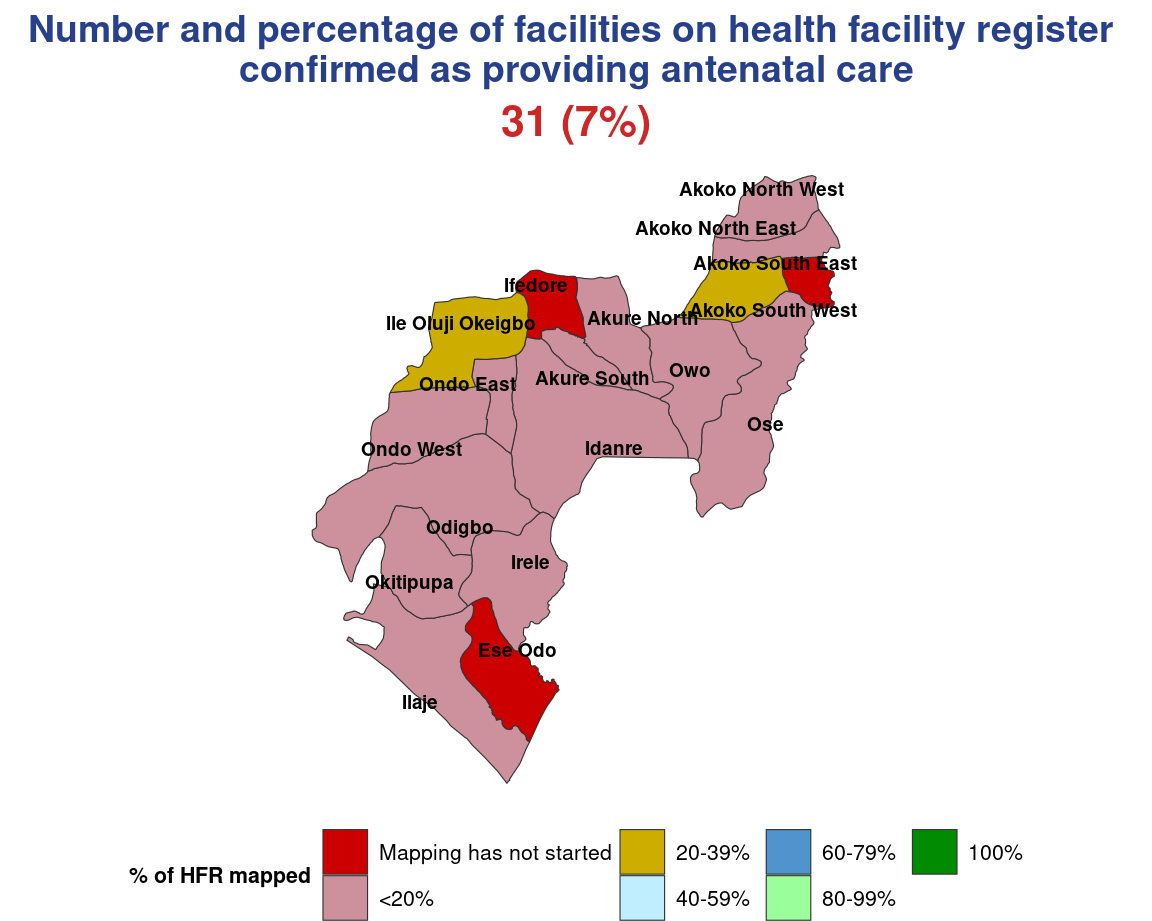 Number and percentage of facilities on health facility register
confirmed as providing antenatal care
31 (7%)
Akoko North West
Akoko North East
Akoko South East
Ifedore
Akoko South West
Akure North
Ile Oluji Okeigbo
Owo
Akure South
Ondo East
Ose
Idanre
Ondo West
Odigbo
Irele
Okitipupa
Ese Odo
Ilaje
% of HFR mapped
Mapping has not started
<20%
20-39%
40-59%
60-79%
80-99%
100%